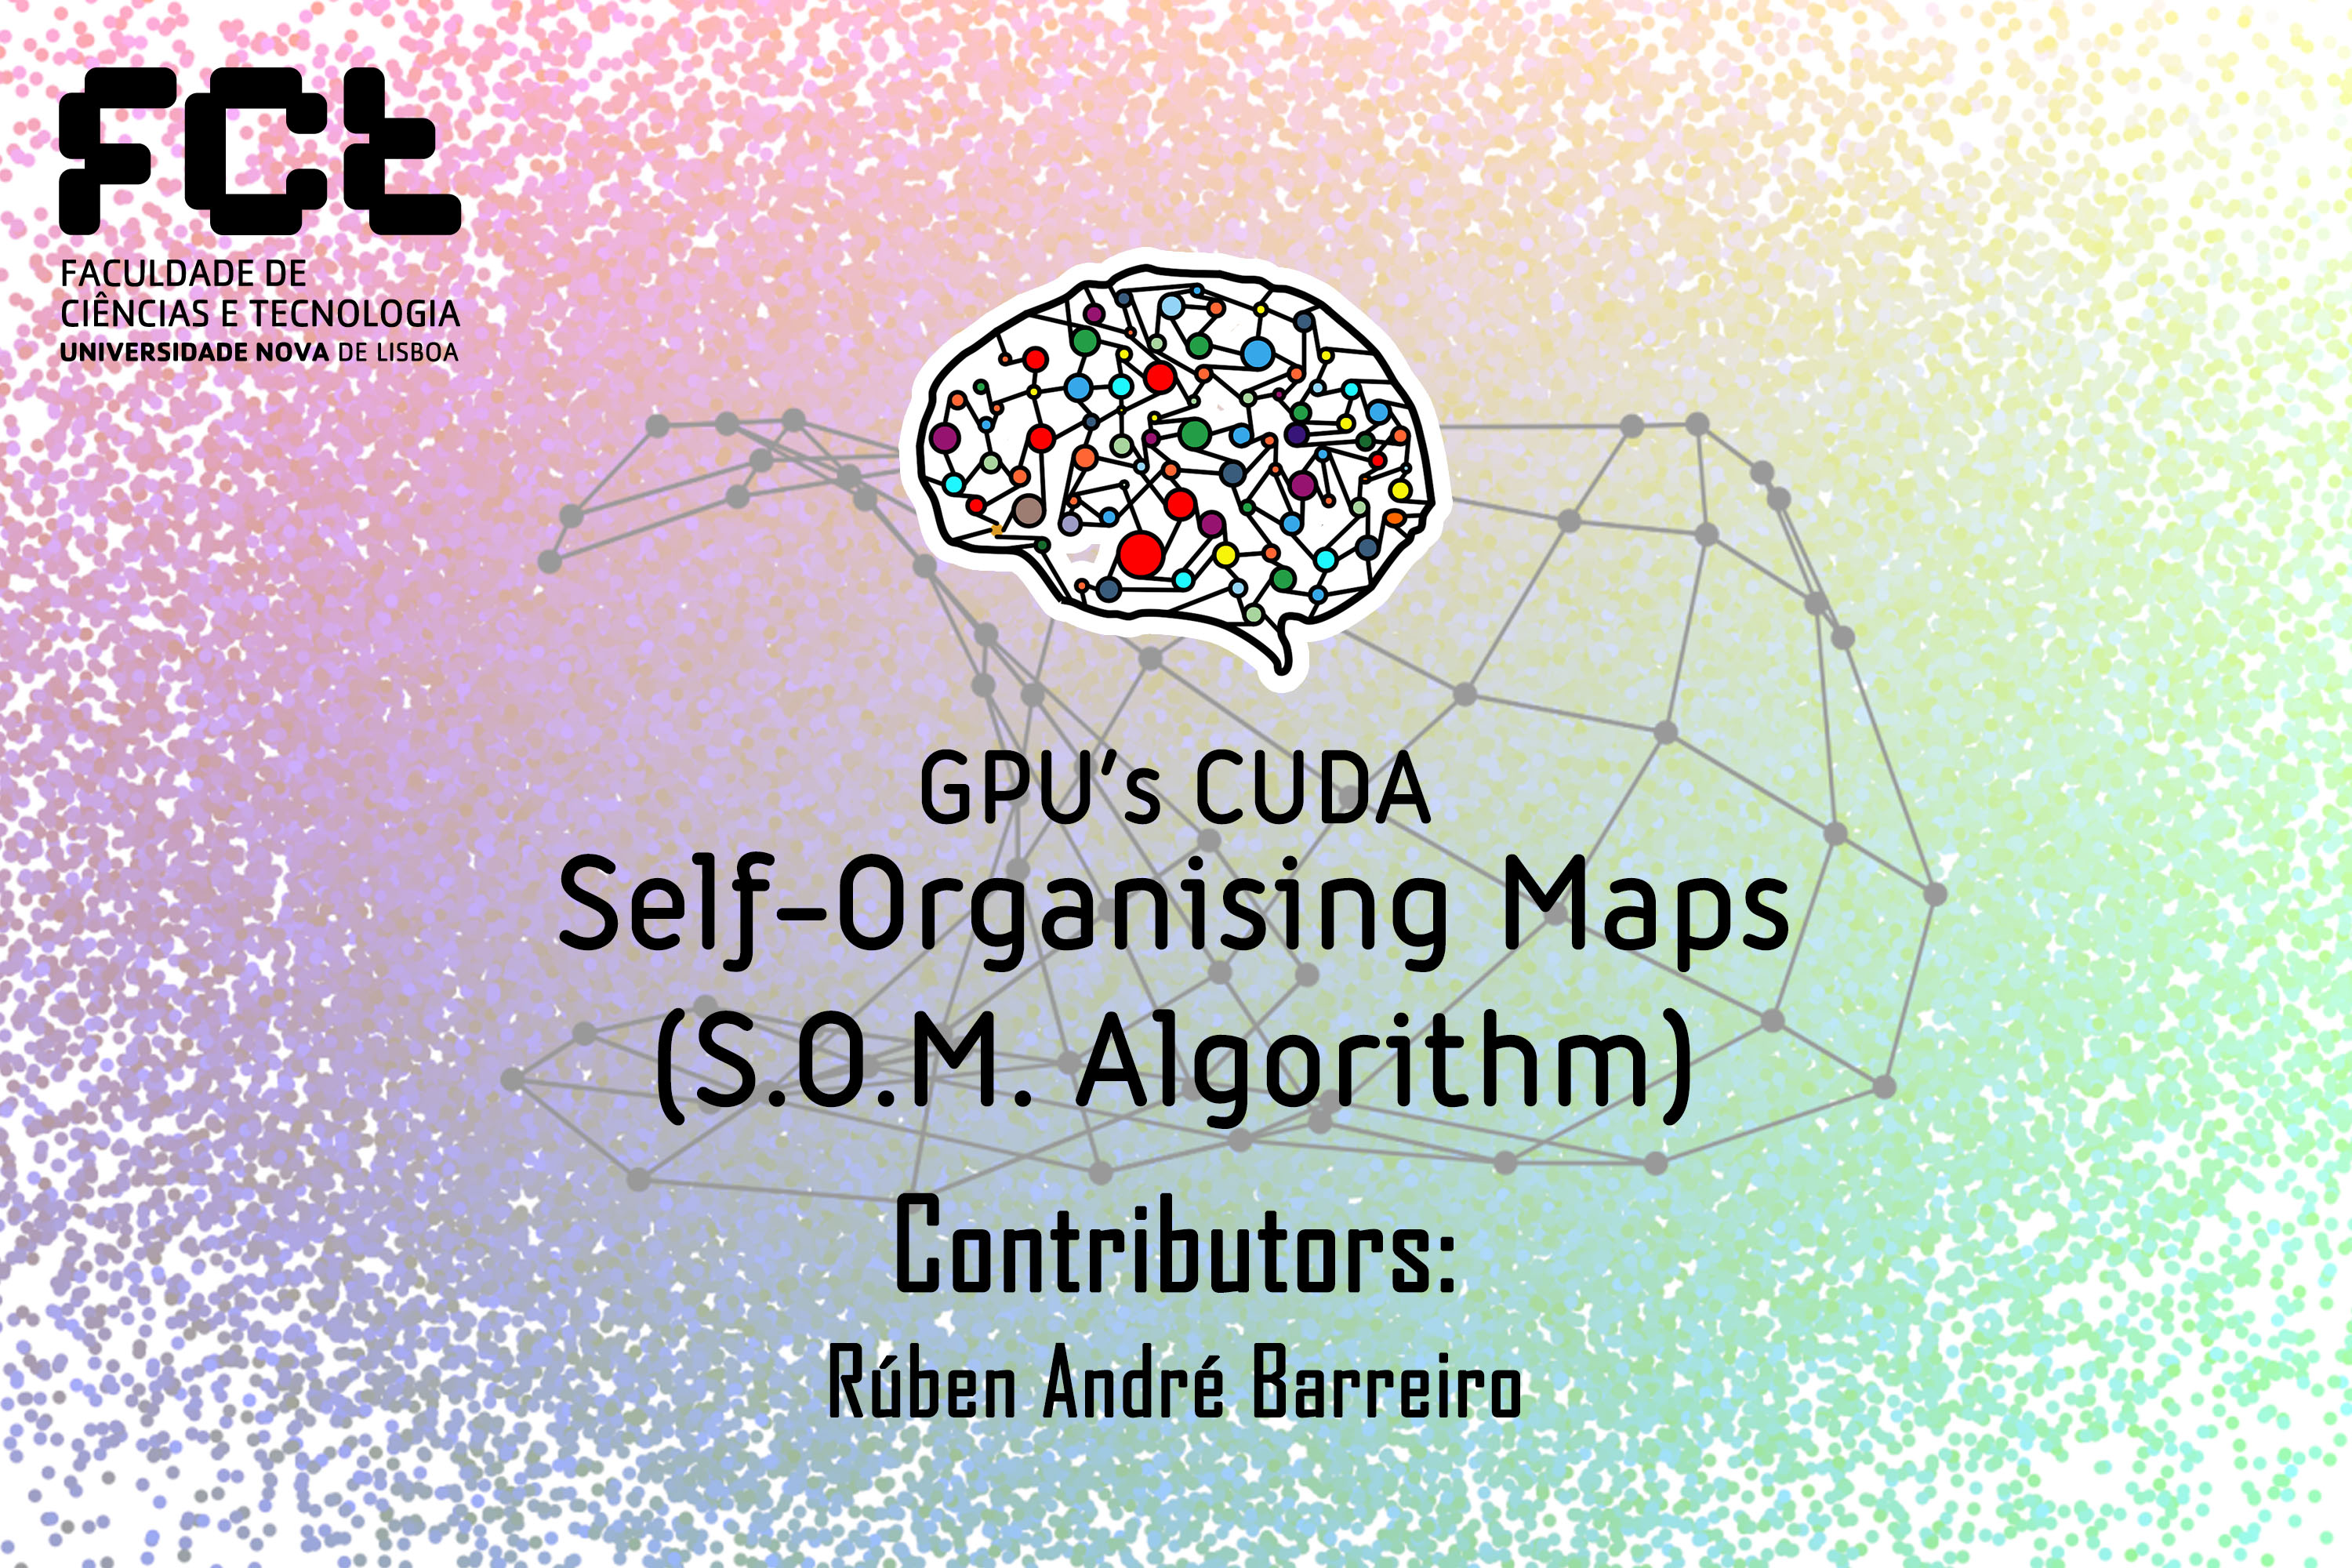 FCt
FACULDADE DE
CIÊNCIAS E TECNOLOGIA
UNIVERSIDADE NOVA DE LISBOA
GPU's CUDA
Self-Organising Maps
(S.O.M. Algorithm)
Contributors:
Rúben André Barreiro